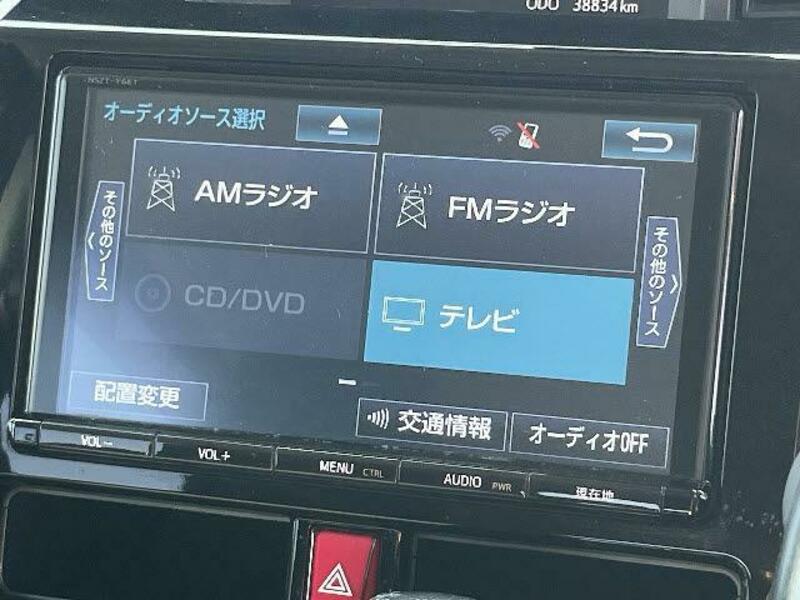 ODO 38834km
オーディオソース選択
AMラジオ
FMラジオ
その他のソース
CD/DVD
テレビ
その他のソース
配置変更
交通情報
オーディオOFF
VOL-
VOL+
MENU CTRL
AUDIO PWR
現在地